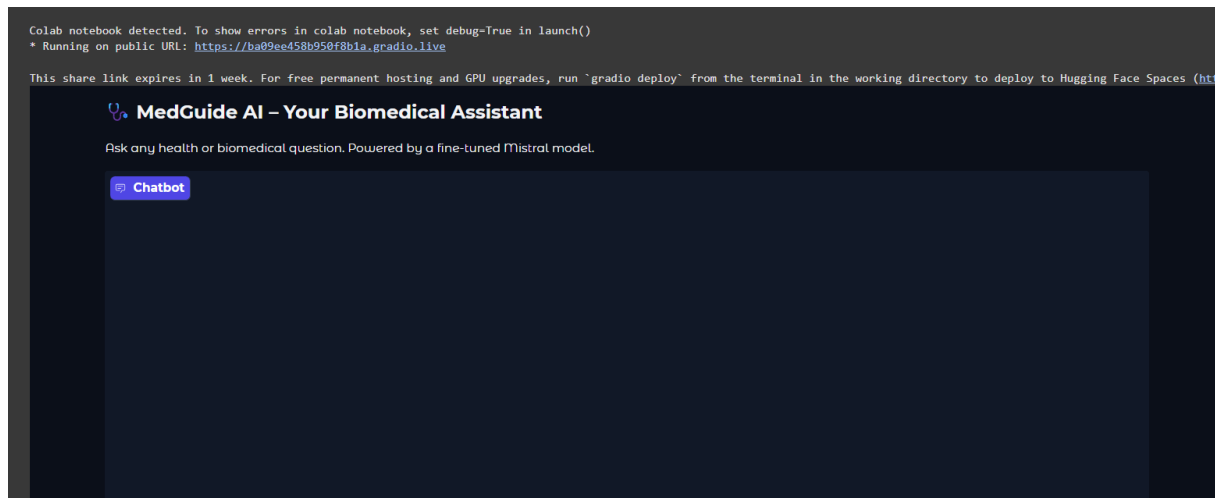 Colab notebook detected. To show errors in colab notebook, set debug=True in launch()
* Running on public URL: https://ba09ee458b950f8b1a.gradio.live
This share link expires in 1 week. For free permanent hosting and GPU upgrades, run `gradio deploy` from the terminal in the working directory to deploy to Hugging Face Spaces (htt
MedGuide AI – Your Biomedical Assistant
Ask any health or biomedical question. Powered by a fine-tuned Mistral model.
Chatbot